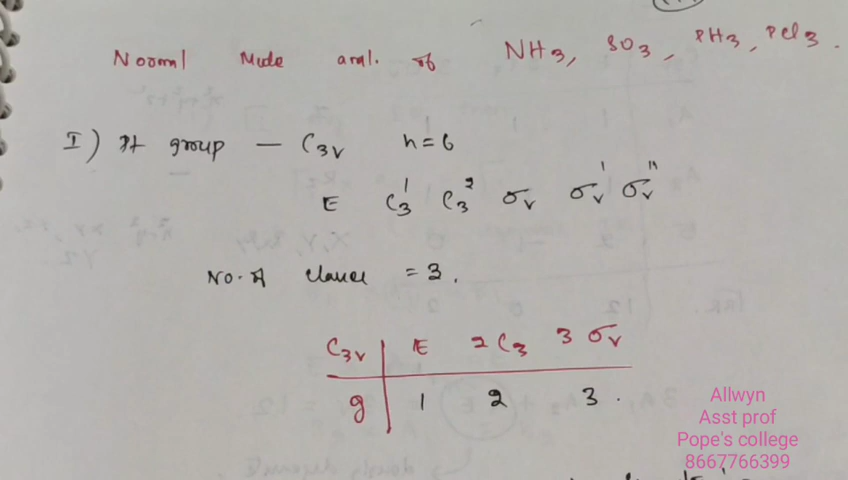 Normal Mode anal. of NH3, SO3, PH3, PCl3.
I) Pt group – C3v h=6
E C3¹ C3² σv σv' σv"
No. of classes = 3.
C3v | E 2C3 3σv
g | 1 2 3.
Allwyn
Asst prof
Pope's college
8667766399